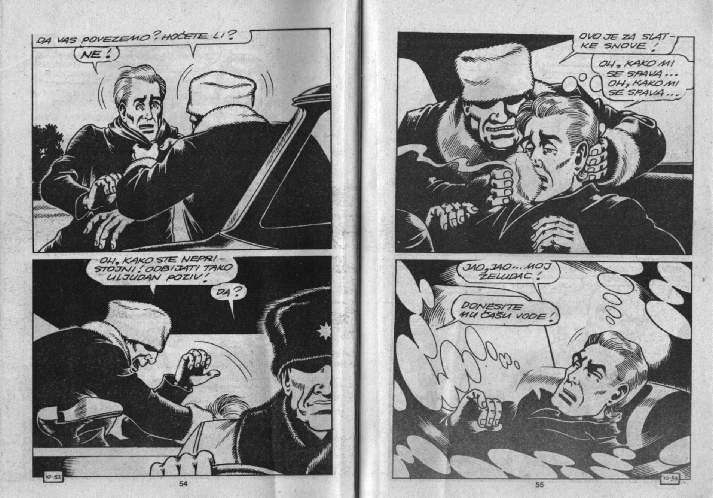 DA VAS POVEZEMO? HOĆETE LI?
NE!
OH, KAKO STE NEPRI-
STOJNI! ODBIJATI TAKO
ULJUDAN POZIV!
DA?
54
OVO JE ZA SLAT-
KE SNOVE!
OH, KAKO MI
SE SPAVA...
OH, KAKO MI
SE SPAVA...
JAO, JAO... MOJ
ŽELUDAC!
DONESITE
MU ČAŠU VODE!
55